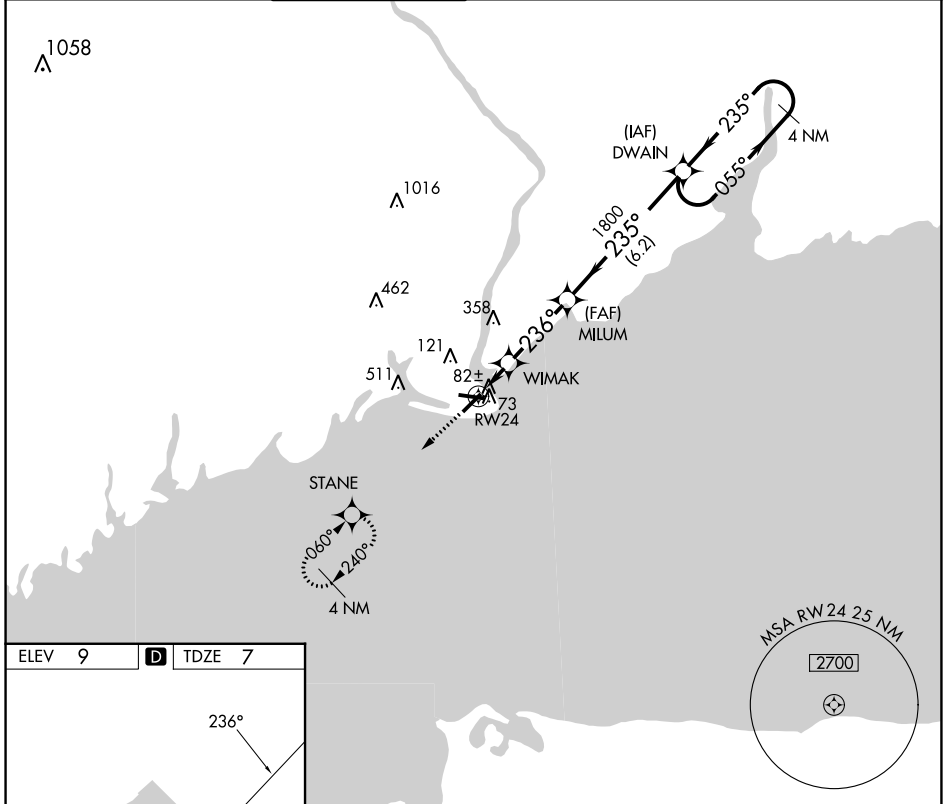 1058
235°
4 NM
(IAF)
DWAIN
055°
1016
1800
235°
(6.2)
462
358
(FAF)
MILUM
236°
121
511
82±
WIMAK
73
RW24
STANE
060°
240°
4 NM
MSA RW24 25 NM
2700
ELEV 9 D TDZE 7
236°